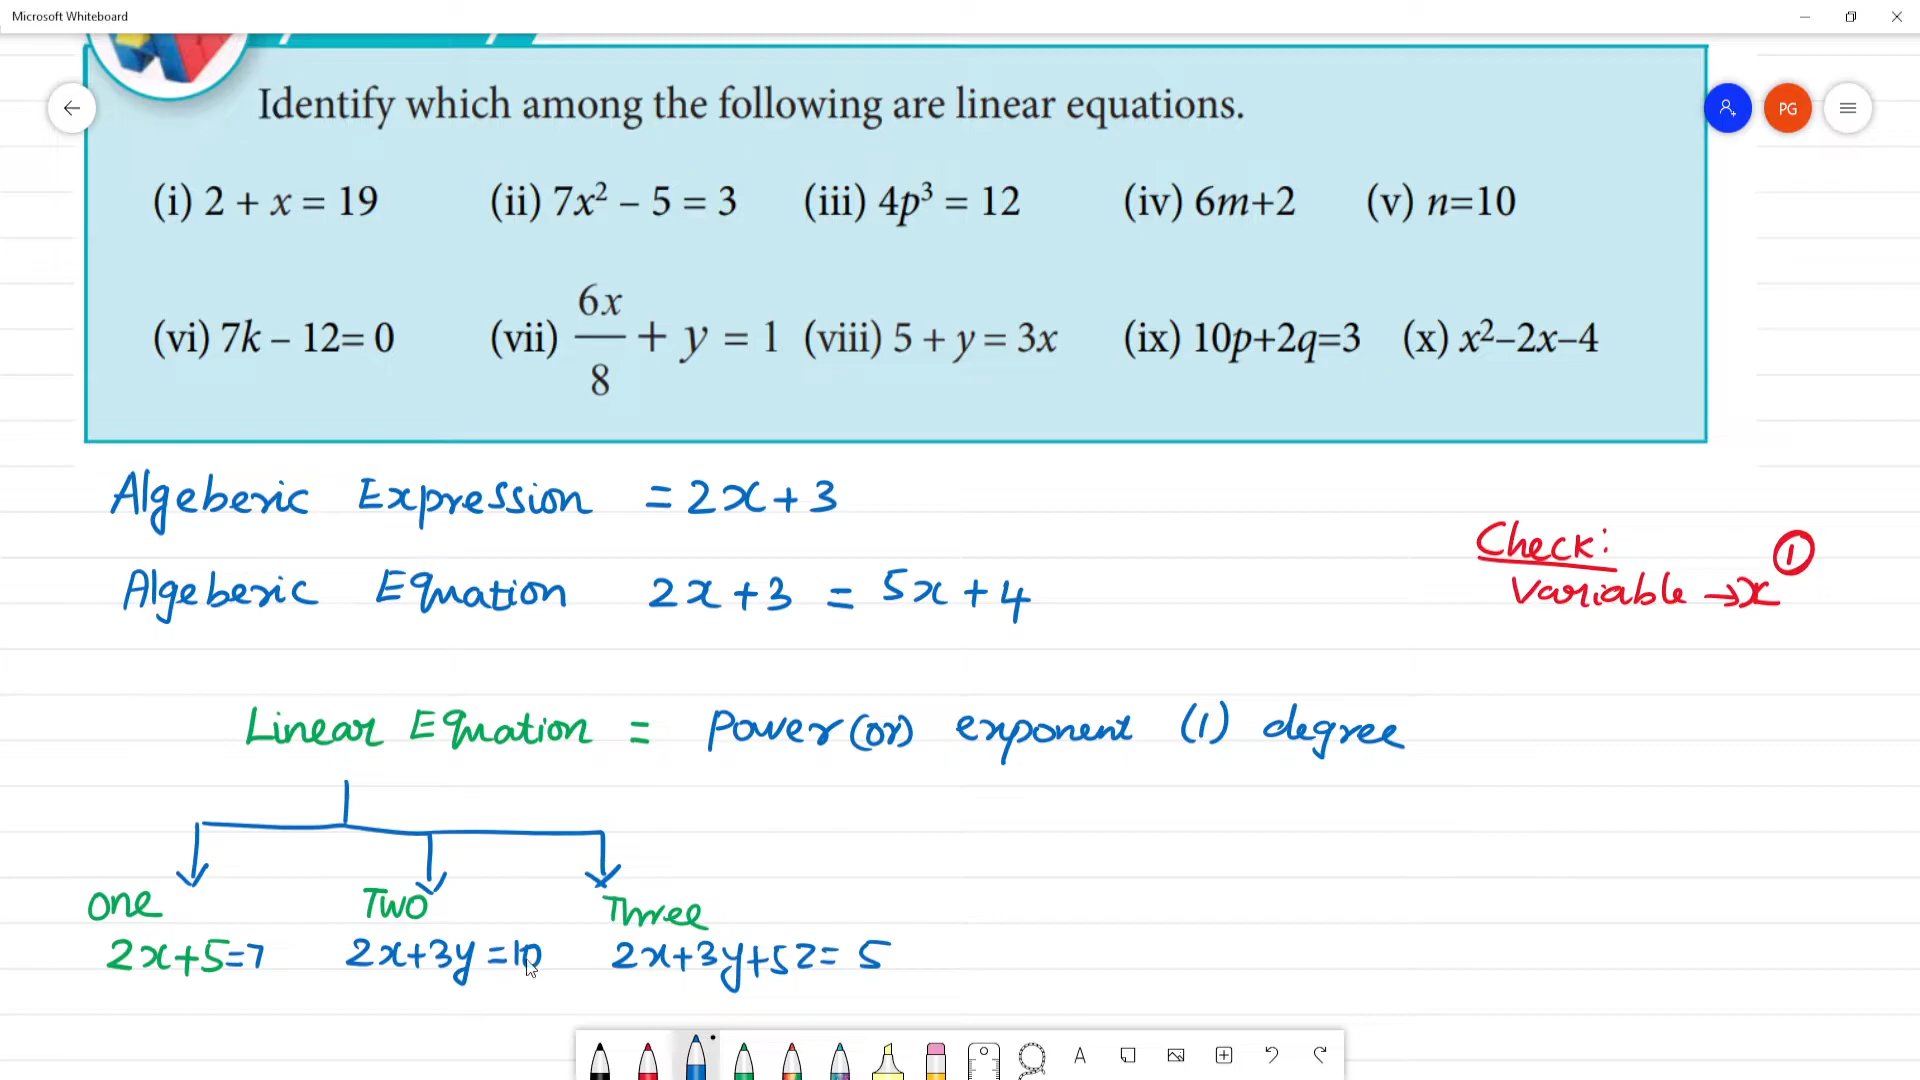 Microsoft Whiteboard
Identify which among the following are linear equations.
(i) 2 + x = 19 (ii) 7x² – 5 = 3 (iii) 4p³ = 12 (iv) 6m+2 (v) n=10
(vi) 7k – 12= 0 (vii) 6x/8 + y = 1 (viii) 5 + y = 3x (ix) 10p+2q=3 (x) x²–2x–4
PG
Algeberic Expression = 2x+3
Check:
Algeberic Equation 2x+3 = 5x+4
Variable → x ①
Linear Equation = Power(or) exponent (1) degree
One Two Three
2x+5=7 2x+3y=10 2x+3y+5z= 5
A